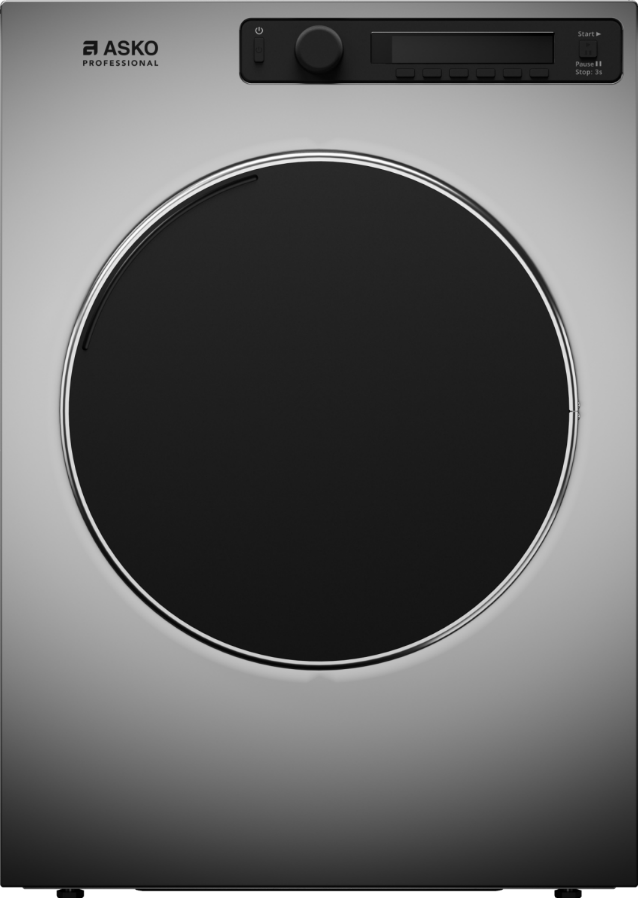 ASKO
PROFESSIONAL
Start ▶
Pause ❚❚
Stop: 3s